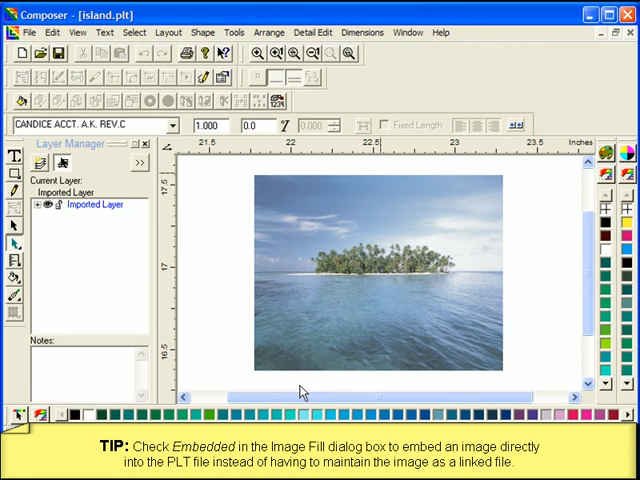 Composer - [island.plt]
File Edit View Text Select Layout Shape Tools Arrange Detail Edit Dimensions Window Help
CANDICE ACCT. A.K. REV.C 1.000 0.0 0.000 Fixed Length
Layer Manager
21.5 22 22.5 23 23.5 Inches
Current Layer:
Imported Layer
Imported Layer
17.5
17
16.5
Notes:
TIP: Check Embedded in the Image Fill dialog box to embed an image directly
into the PLT file instead of having to maintain the image as a linked file.